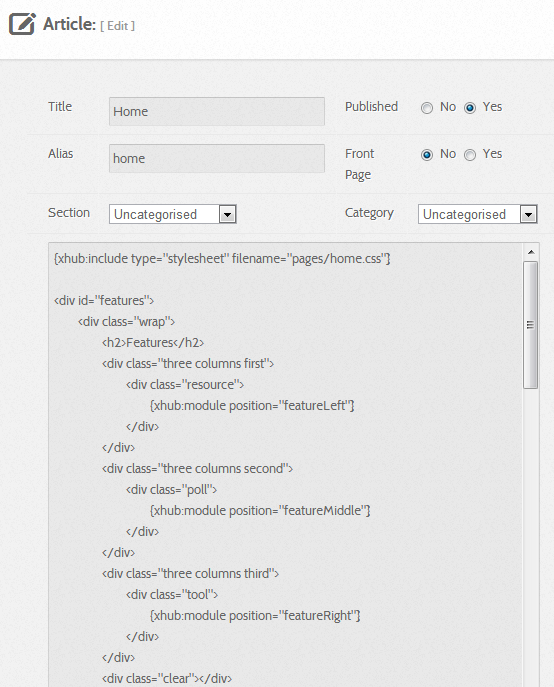 Article: [ Edit ]
Title Home Published No Yes
Alias home Front Page No Yes
Section Uncategorised Category Uncategorised
{xhub:include type="stylesheet" filename="pages/home.css"}
<div id="features">
<div class="wrap">
<h2>Features</h2>
<div class="three columns first">
<div class="resource">
{xhub:module position="featureLeft"}
</div>
</div>
<div class="three columns second">
<div class="poll">
{xhub:module position="featureMiddle"}
</div>
</div>
<div class="three columns third">
<div class="tool">
{xhub:module position="featureRight"}
</div>
</div>
<div class="clear"></div>